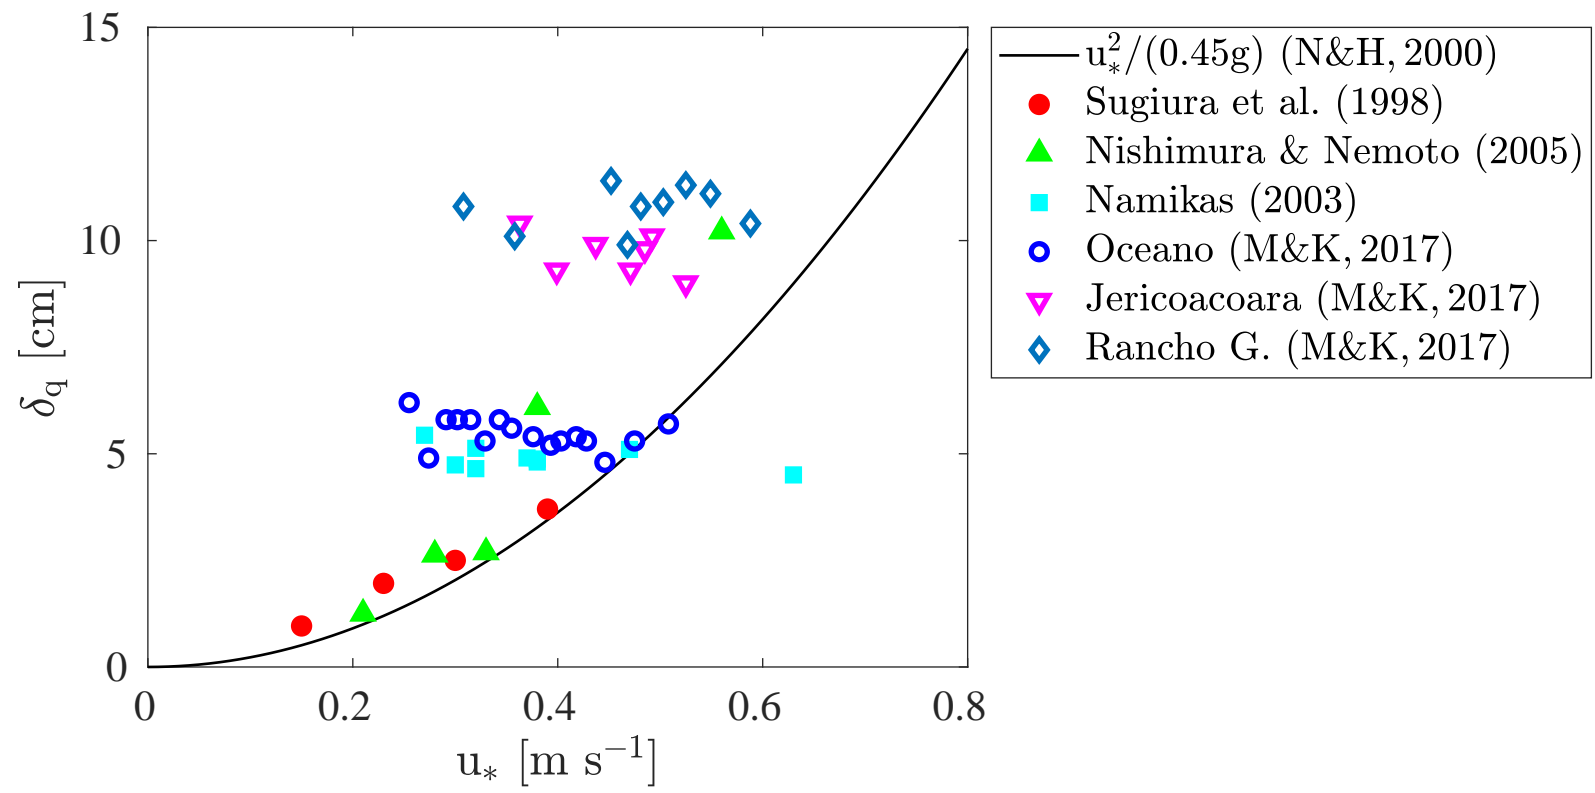 15
10
5
0
δq [cm]
0 0.2 0.4 0.6 0.8
u* [m s⁻¹]
u*²/(0.45g) (N&H, 2000)
Sugiura et al. (1998)
Nishimura & Nemoto (2005)
Namikas (2003)
Oceano (M&K, 2017)
Jericoacoara (M&K, 2017)
Rancho G. (M&K, 2017)